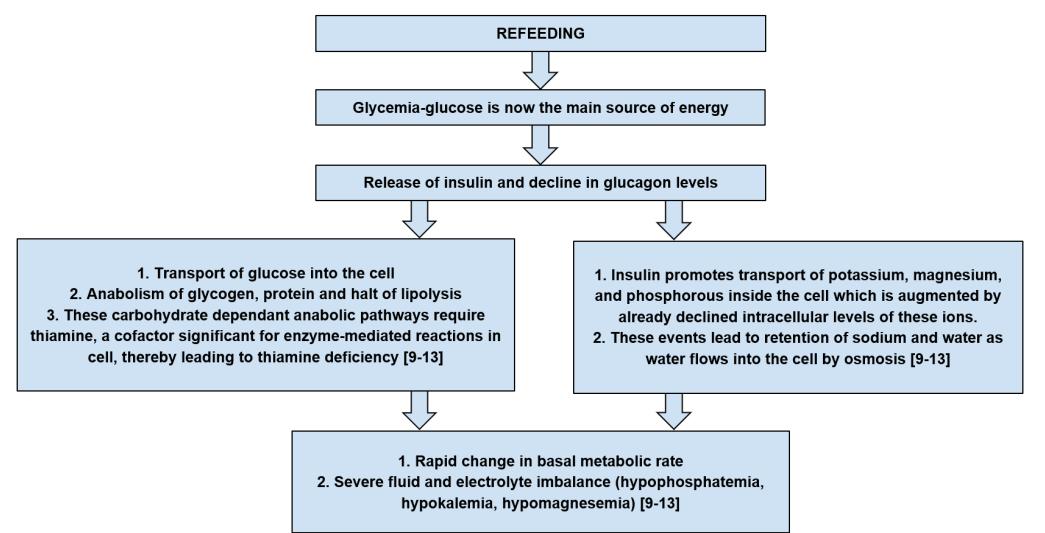 REFEEDING
Glycemia-glucose is now the main source of energy
Release of insulin and decline in glucagon levels
1. Transport of glucose into the cell
2. Anabolism of glycogen, protein and halt of lipolysis
3. These carbohydrate dependant anabolic pathways require
thiamine, a cofactor significant for enzyme-mediated reactions in
cell, thereby leading to thiamine deficiency [9-13]
1. Insulin promotes transport of potassium, magnesium,
and phosphorous inside the cell which is augmented by
already declined intracellular levels of these ions.
2. These events lead to retention of sodium and water as
water flows into the cell by osmosis [9-13]
1. Rapid change in basal metabolic rate
2. Severe fluid and electrolyte imbalance (hypophosphatemia,
hypokalemia, hypomagnesemia) [9-13]